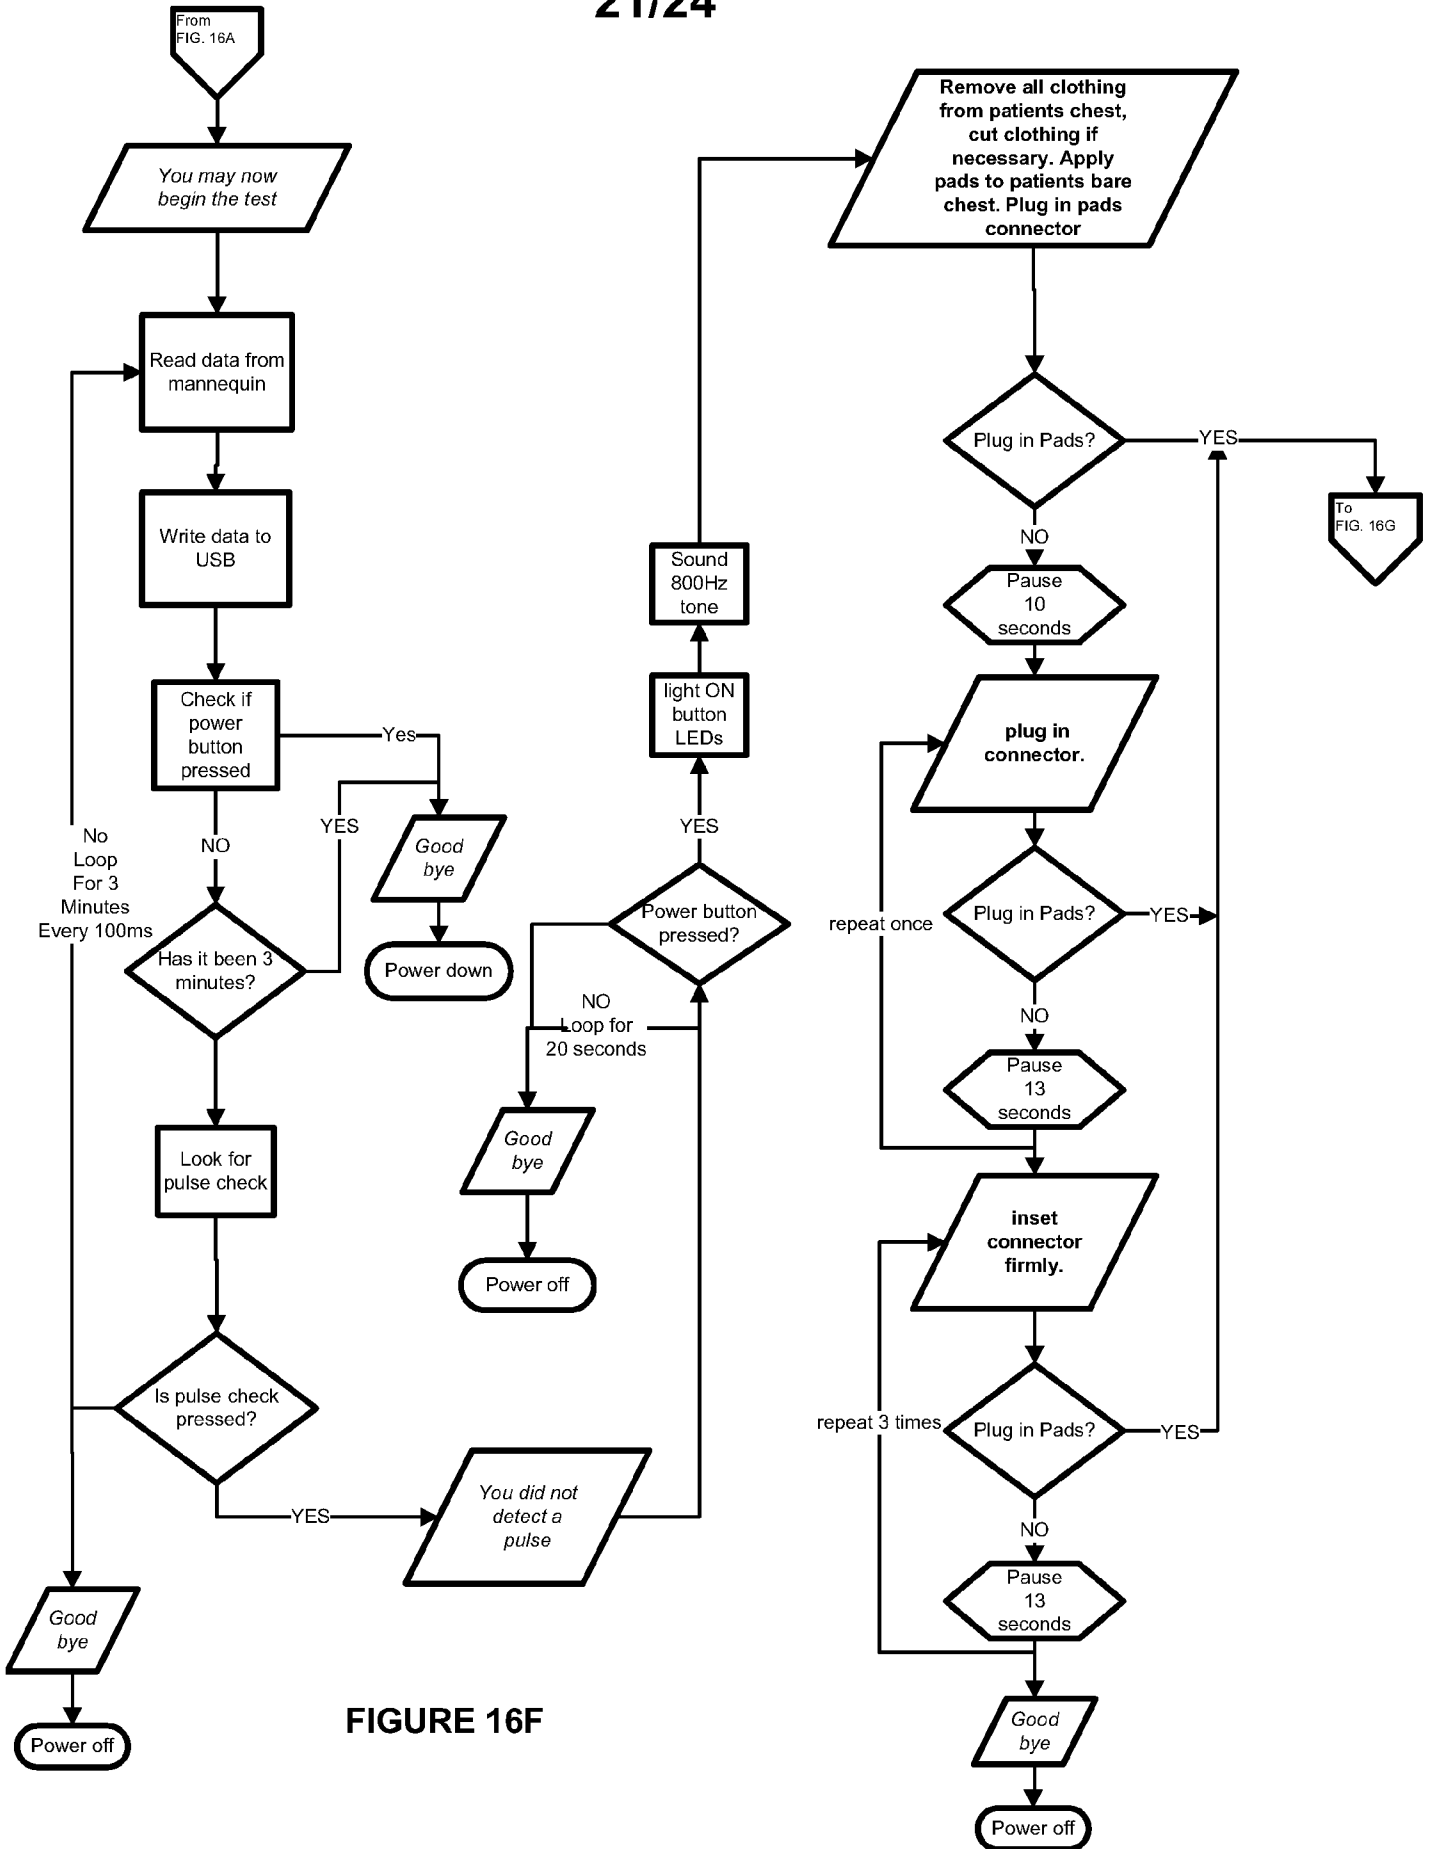 21/24
From
FIG. 16A
You may now
begin the test
Read data from
mannequin
Write data to
USB
Check if
power
button
pressed
Yes
NO
YES
Good
bye
Power down
Has it been 3
minutes?
No
Loop
For 3
Minutes
Every 100ms
Look for
pulse check
Is pulse check
pressed?
YES
You did not
detect a
pulse
Good
bye
Power off
Power button
pressed?
NO
Loop for
20 seconds
Good
bye
Power off
YES
light ON
button
LEDs
Sound
800Hz
tone
Remove all clothing
from patients chest,
cut clothing if
necessary. Apply
pads to patients bare
chest. Plug in pads
connector
Plug in Pads?
YES
To
FIG. 16G
NO
Pause
10
seconds
plug in
connector.
repeat once
Plug in Pads?
YES
NO
Pause
13
seconds
inset
connector
firmly.
repeat 3 times
Plug in Pads?
YES
NO
Pause
13
seconds
Good
bye
Power off
FIGURE 16F